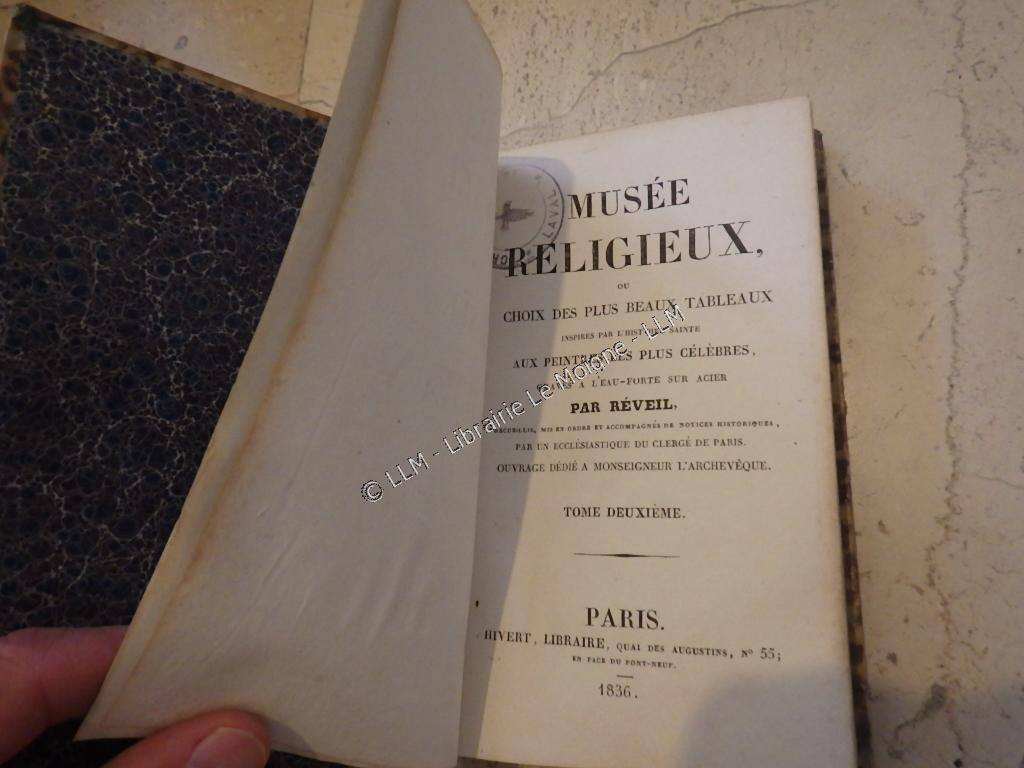 MUSÉE
RELIGIEUX,
OU
CHOIX DES PLUS BEAUX TABLEAUX
INSPIRÉS PAR L'HISTOIRE SAINTE
AUX PEINTRES LES PLUS CÉLÈBRES,
A L'EAU-FORTE SUR ACIER
PAR RÉVEIL,
RECUEILLIS, MIS EN ORDRE ET ACCOMPAGNÉS DE NOTICES HISTORIQUES,
PAR UN ECCLÉSIASTIQUE DU CLERGÉ DE PARIS.
OUVRAGE DÉDIÉ A MONSEIGNEUR L'ARCHEVÊQUE.
TOME DEUXIÈME.
PARIS.
HIVERT, LIBRAIRE, QUAI DES AUGUSTINS, N° 55;
EN FACE DU PONT-NEUF.
1836.
LAVAL
© LLM - Librairie Le Moigne - LLM